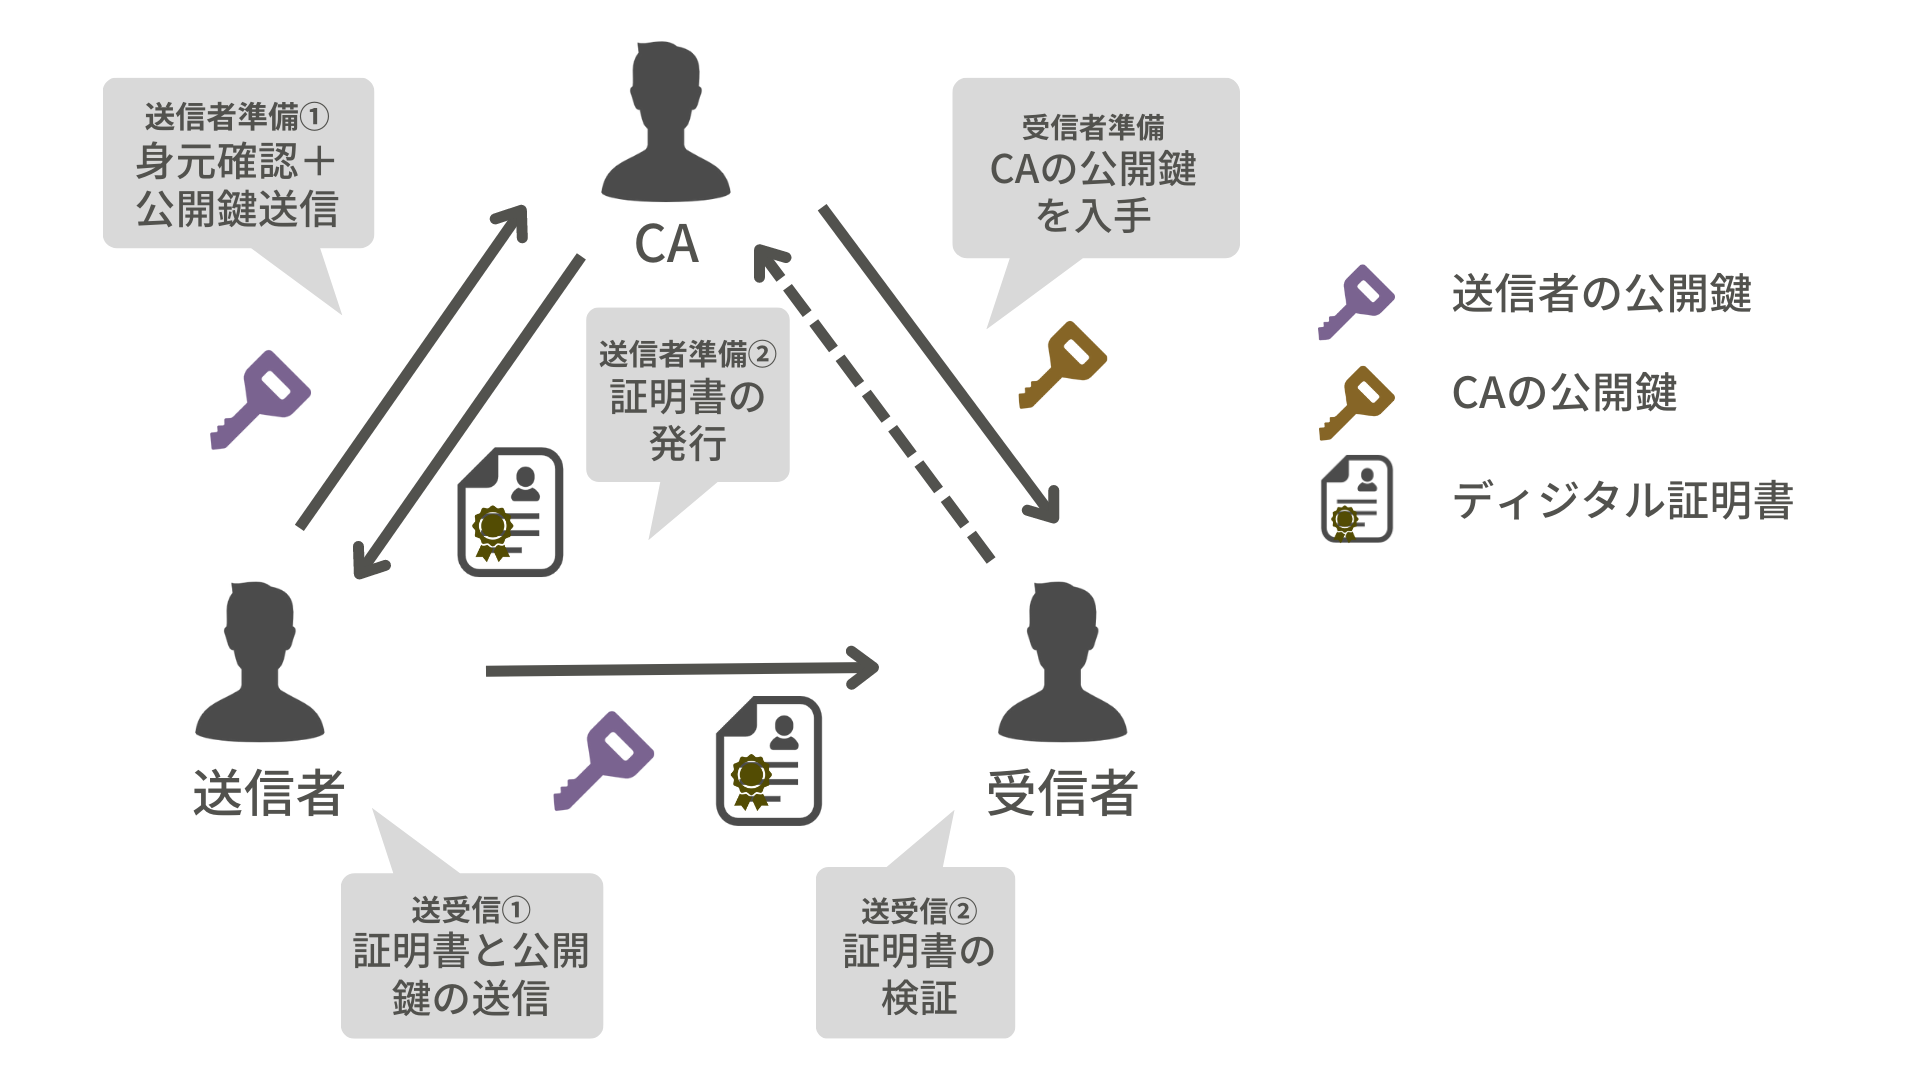 送信者準備①
身元確認＋
公開鍵送信
CA
受信者準備
CAの公開鍵
を入手
送信者準備②
証明書の
発行
送信者の公開鍵
CAの公開鍵
ディジタル証明書
送信者
受信者
送受信①
証明書と公開
鍵の送信
送受信②
証明書の
検証